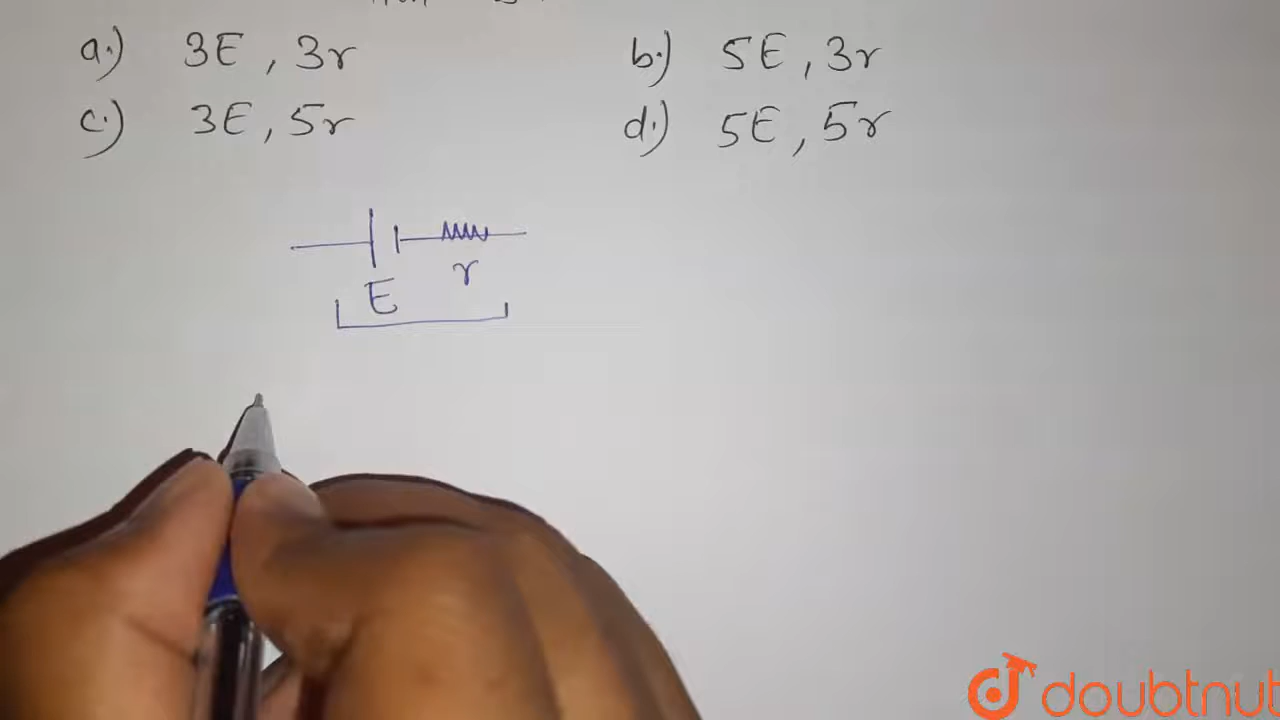 a.) 3E, 3r
b.) 5E, 3r
c.) 3E, 5r
d.) 5E, 5r
E
r
doubtnut